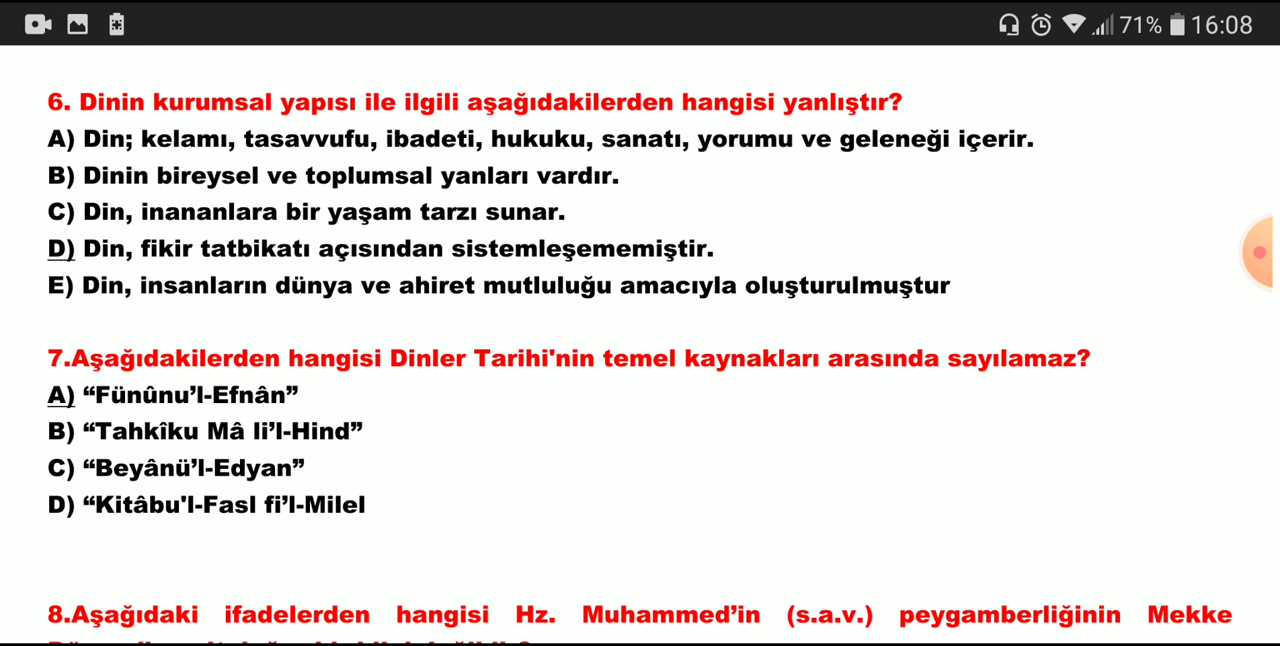 71% 16:08
6. Dinin kurumsal yapısı ile ilgili aşağıdakilerden hangisi yanlıştır?
A) Din; kelamı, tasavvufu, ibadeti, hukuku, sanatı, yorumu ve geleneği içerir.
B) Dinin bireysel ve toplumsal yanları vardır.
C) Din, inananlara bir yaşam tarzı sunar.
D) Din, fikir tatbikatı açısından sistemleşememiştir.
E) Din, insanların dünya ve ahiret mutluluğu amacıyla oluşturulmuştur
7.Aşağıdakilerden hangisi Dinler Tarihi'nin temel kaynakları arasında sayılamaz?
A) “Fünûnu’l-Efnân”
B) “Tahkîku Mâ li’l-Hind”
C) “Beyânü’l-Edyan”
D) “Kitâbu'l-Fasl fi’l-Milel
8.Aşağıdaki ifadelerden hangisi Hz. Muhammed’in (s.a.v.) peygamberliğinin Mekke